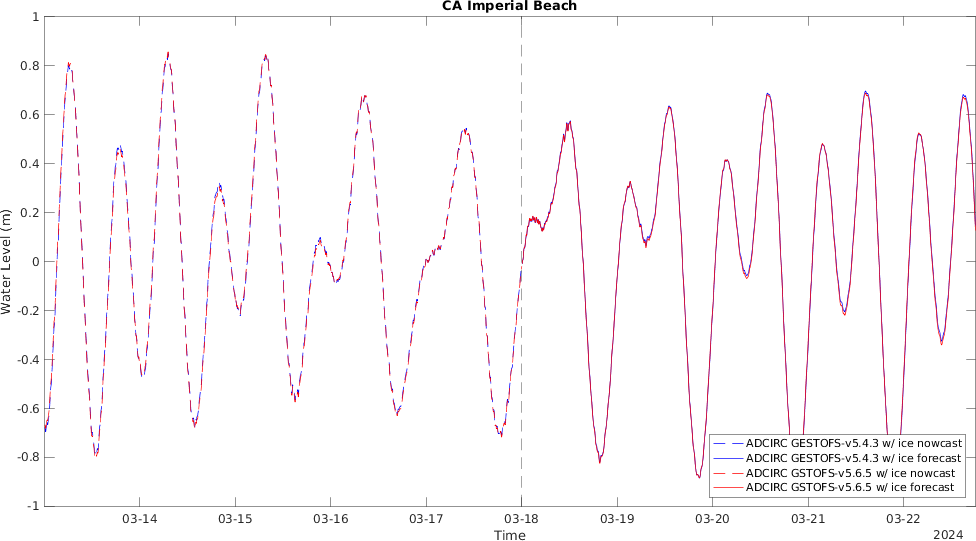 CA Imperial Beach
1
0.8
0.6
0.4
0.2
0
-0.2
-0.4
-0.6
-0.8
-1
Water Level (m)
ADCIRC GESTOFS-v5.4.3 w/ ice nowcast
ADCIRC GESTOFS-v5.4.3 w/ ice forecast
ADCIRC GSTOFS-v5.6.5 w/ ice nowcast
ADCIRC GSTOFS-v5.6.5 w/ ice forecast
03-14 03-15 03-16 03-17 03-18 03-19 03-20 03-21 03-22
Time
2024